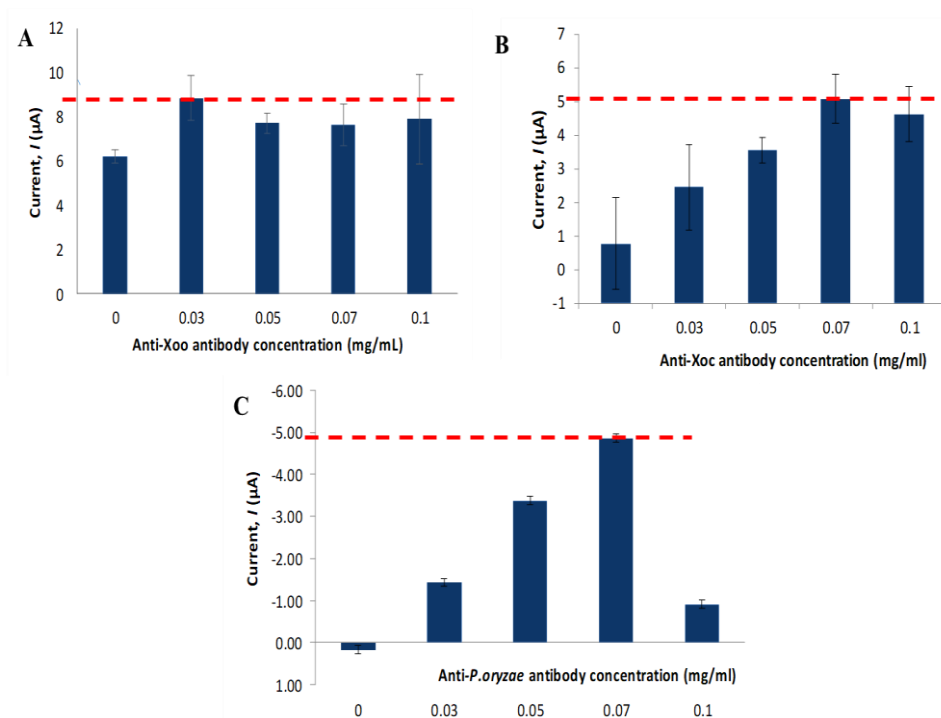 A
12
10
8
6
4
2
0
Current, I (µA)
0 0.03 0.05 0.07 0.1
Anti-Xoo antibody concentration (mg/mL)
B
7
6
5
4
3
2
1
0
-1
Current, I (µA)
0 0.03 0.05 0.07 0.1
Anti-Xoc antibody concentration (mg/ml)
C
-6.00
-5.00
-4.00
-3.00
-2.00
-1.00
0.00
1.00
Current, I (µA)
Anti-P.oryzae antibody concentration (mg/ml)
0 0.03 0.05 0.07 0.1